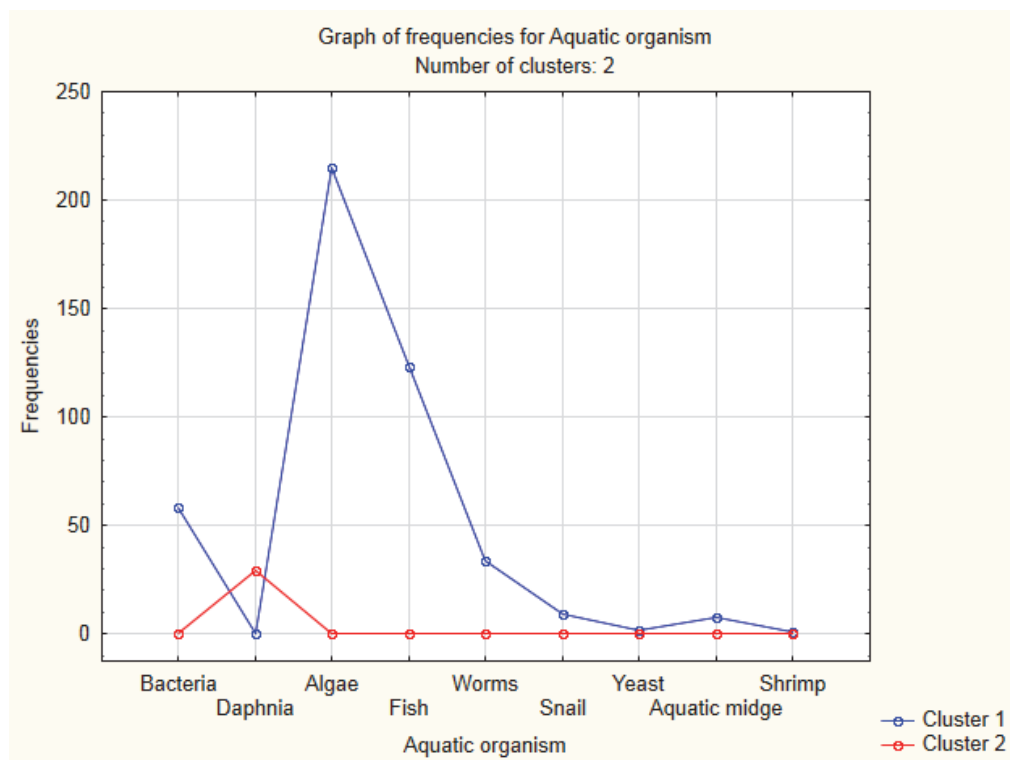 Graph of frequencies for Aquatic organism
Number of clusters: 2
250
200
150
100
50
0
Frequencies
Bacteria Algae Worms Yeast Shrimp
Daphnia Fish Snail Aquatic midge
Aquatic organism
Cluster 1
Cluster 2